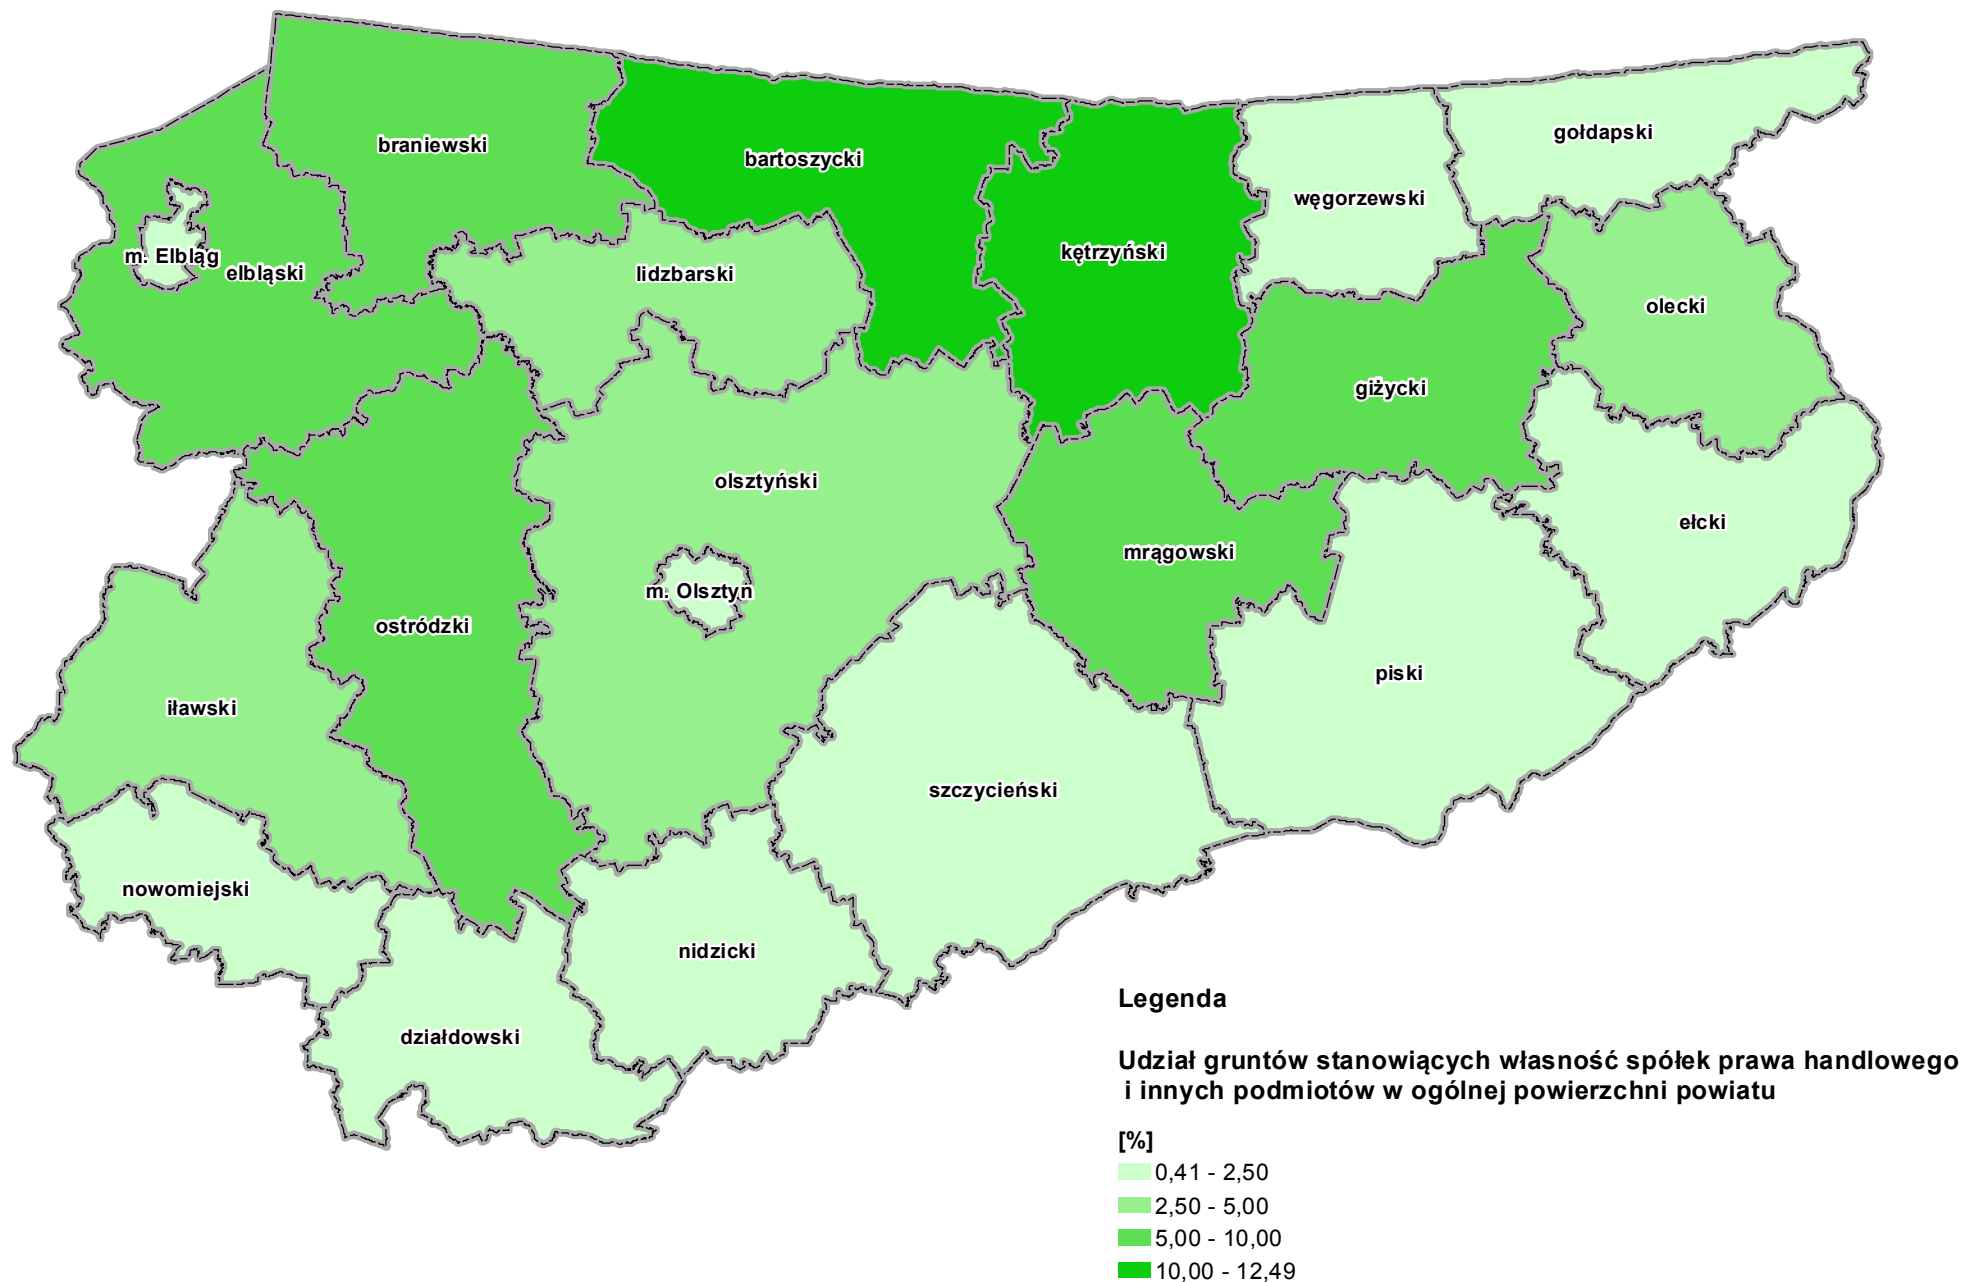 braniewski
bartoszycki
gołdapski
węgorzewski
m. Elbląg
elbląski
lidzbarski
kętrzyński
olecki
giżycki
olsztyński
ełcki
mrągowski
m. Olsztyn
ostródzki
piski
iławski
szczycieński
nowomiejski
nidzicki
działdowski
Legenda
Udział gruntów stanowiących własność spółek prawa handlowego
i innych podmiotów w ogólnej powierzchni powiatu
[%]
0,41 - 2,50
2,50 - 5,00
5,00 - 10,00
10,00 - 12,49